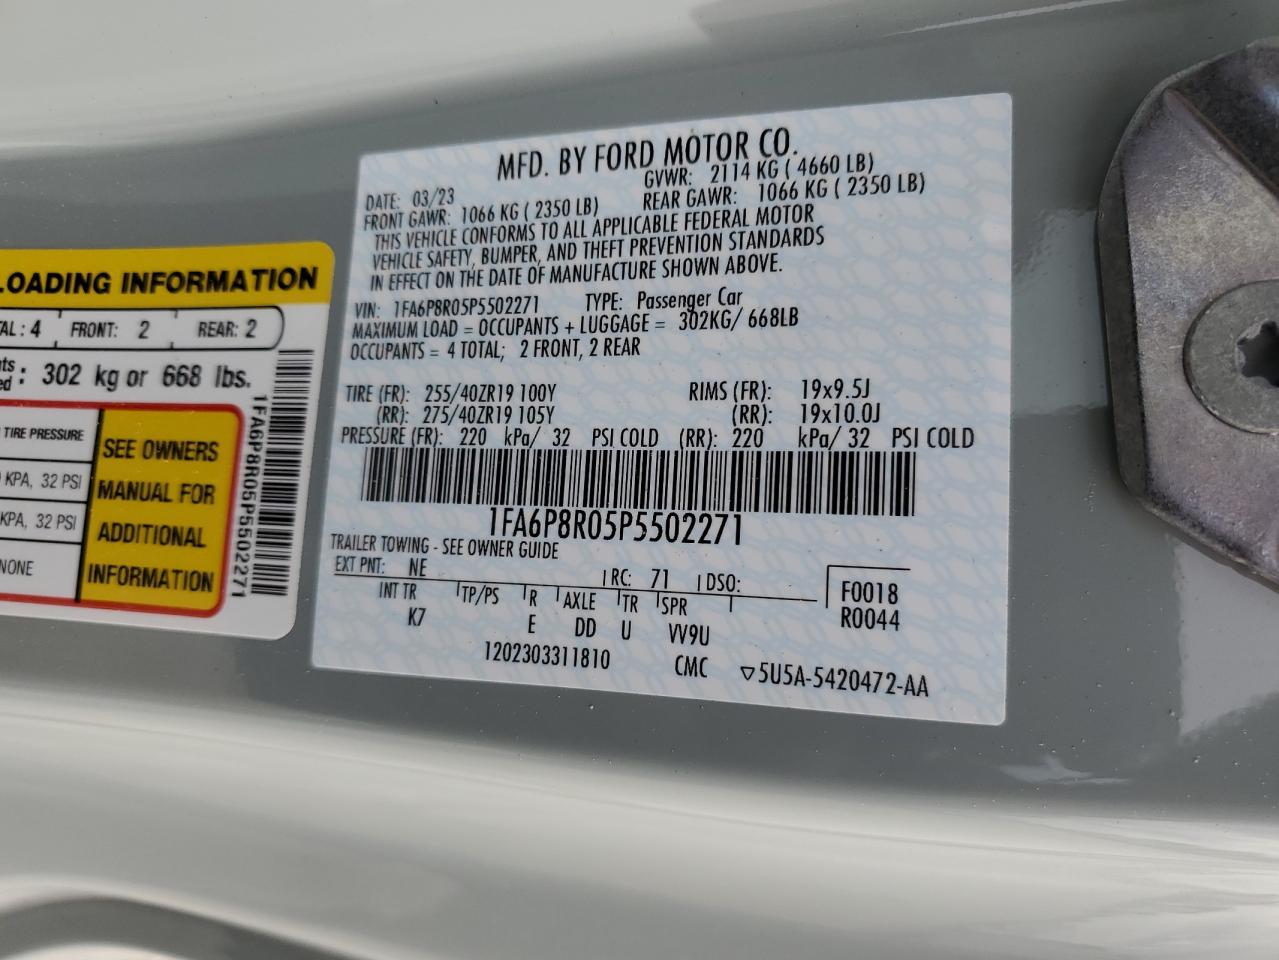 MFD. BY FORD MOTOR CO.
DATE: 03/23 GVWR: 2114 KG ( 4660 LB)
FRONT GAWR: 1066 KG ( 2350 LB) REAR GAWR: 1066 KG ( 2350 LB)
THIS VEHICLE CONFORMS TO ALL APPLICABLE FEDERAL MOTOR
VEHICLE SAFETY, BUMPER, AND THEFT PREVENTION STANDARDS
IN EFFECT ON THE DATE OF MANUFACTURE SHOWN ABOVE.
VIN: 1FA6P8R05P5502271 TYPE: Passenger Car
MAXIMUM LOAD = OCCUPANTS + LUGGAGE = 302KG/ 668LB
OCCUPANTS = 4 TOTAL; 2 FRONT, 2 REAR
TIRE (FR): 255/40ZR19 100Y RIMS (FR): 19x9.5J
(RR): 275/40ZR19 105Y (RR): 19x10.0J
PRESSURE (FR): 220 kPa/ 32 PSI COLD (RR): 220 kPa/ 32 PSI COLD
1FA6P8R05P5502271
TRAILER TOWING - SEE OWNER GUIDE
EXT PNT: NE RC: 71 DSO:
INT TR TP/PS R AXLE TR SPR
K7 E DD U VV9U
F0018
R0044
1202303311810 CMC ▽5U5A-5420472-AA
LOADING INFORMATION
AL : 4 FRONT: 2 REAR: 2
nts
ed : 302 kg or 668 lbs.
TIRE PRESSURE
KPA, 32 PSI
KPA, 32 PSI
NONE
SEE OWNERS
MANUAL FOR
ADDITIONAL
INFORMATION
1FA6P8R05P5502271